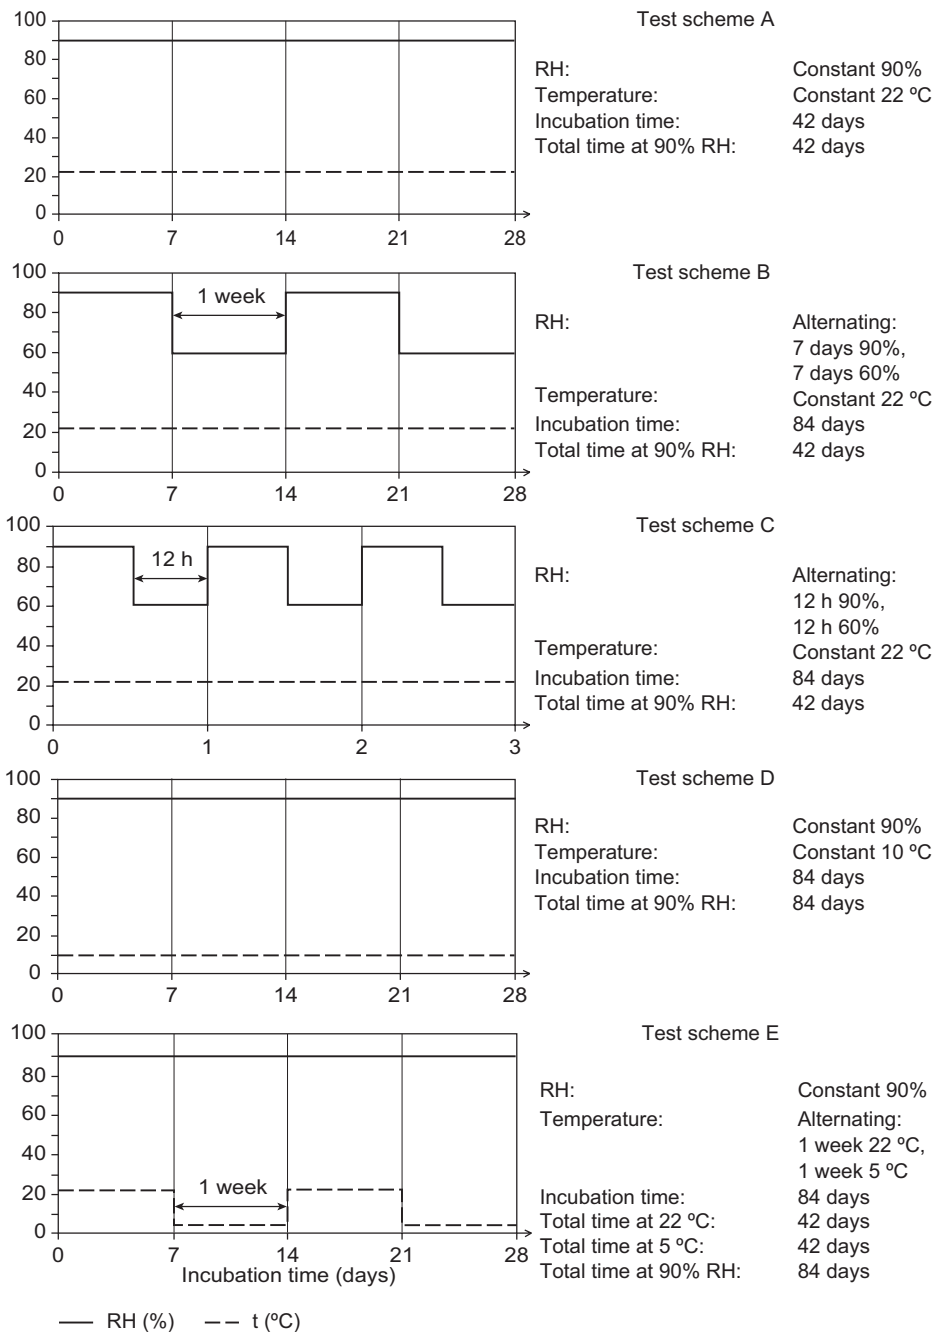 Test scheme A
100
80
60
40
20
0
0 7 14 21 28
RH: Constant 90%
Temperature: Constant 22 ºC
Incubation time: 42 days
Total time at 90% RH: 42 days
Test scheme B
100
80
60
40
20
0
1 week
0 7 14 21 28
RH: Alternating:
7 days 90%,
7 days 60%
Temperature: Constant 22 ºC
Incubation time: 84 days
Total time at 90% RH: 42 days
Test scheme C
100
80
60
40
20
0
12 h
0 1 2 3
RH: Alternating:
12 h 90%,
12 h 60%
Temperature: Constant 22 ºC
Incubation time: 84 days
Total time at 90% RH: 42 days
Test scheme D
100
80
60
40
20
0
0 7 14 21 28
RH: Constant 90%
Temperature: Constant 10 ºC
Incubation time: 84 days
Total time at 90% RH: 84 days
Test scheme E
100
80
60
40
20
0
1 week
0 7 14 21 28
Incubation time (days)
RH: Constant 90%
Temperature: Alternating:
1 week 22 ºC,
1 week 5 ºC
Incubation time: 84 days
Total time at 22 ºC: 42 days
Total time at 5 ºC: 42 days
Total time at 90% RH: 84 days
RH (%) t (ºC)